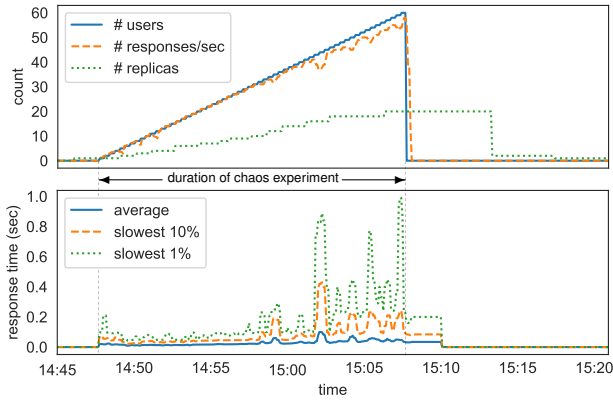 60
50
40
30
20
10
0
count
# users
# responses/sec
# replicas
duration of chaos experiment
1.0
0.8
0.6
0.4
0.2
0.0
response time (sec)
average
slowest 10%
slowest 1%
14:45 14:50 14:55 15:00 15:05 15:10 15:15 15:20
time